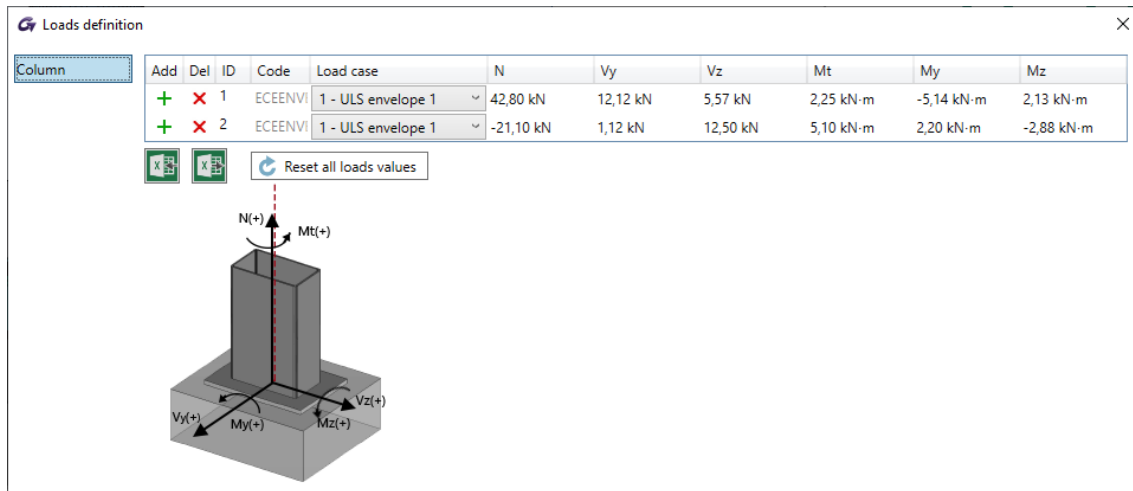 Loads definition
Column
Add Del ID Code Load case N Vy Vz Mt My Mz
1 ECEENVI 1 - ULS envelope 1 42,80 kN 12,12 kN 5,57 kN 2,25 kN·m -5,14 kN·m 2,13 kN·m
2 ECEENVI 1 - ULS envelope 1 -21,10 kN 1,12 kN 12,50 kN 5,10 kN·m 2,20 kN·m -2,88 kN·m
Reset all loads values
N(+)
Mt(+)
Vz(+)
Vy(+) My(+) Mz(+)